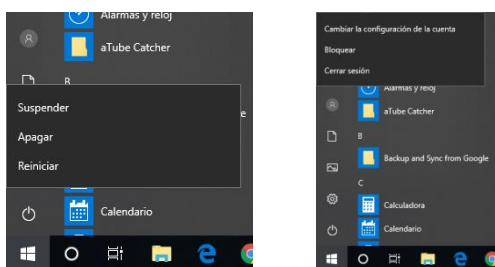 Alarmas y reloj
aTube Catcher
B
Suspender
Apagar
Reiniciar
Calendario
Cambiar la configuración de la cuenta
Bloquear
Cerrar sesión
Alarmas y reloj
aTube Catcher
B
Backup and Sync from Google
C
Calculadora
Calendario